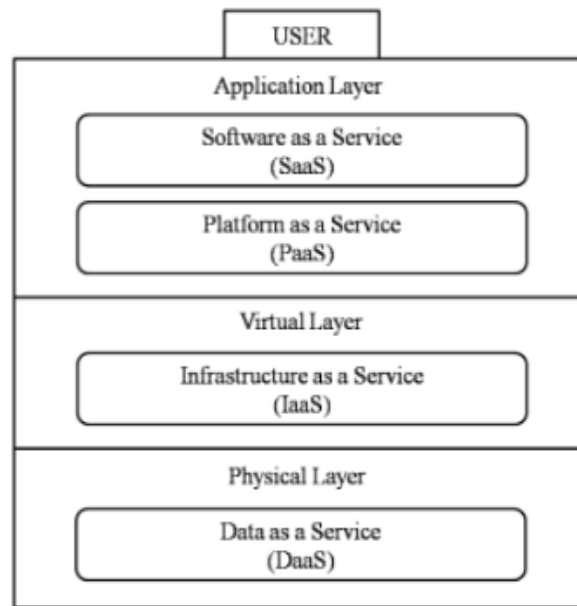 USER
Application Layer
Software as a Service
(SaaS)
Platform as a Service
(PaaS)
Virtual Layer
Infrastructure as a Service
(IaaS)
Physical Layer
Data as a Service
(DaaS)